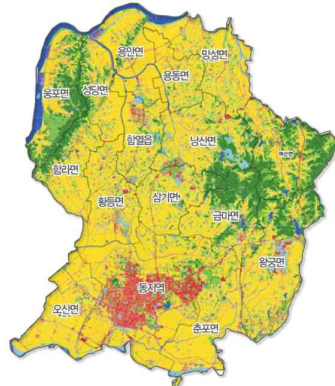 용안면
망성면
용동면
성당면
웅포면
함열읍
낭산면
여산면
함라면
삼기면
황등면
금마면
왕궁면
동지역
오산면
춘포면